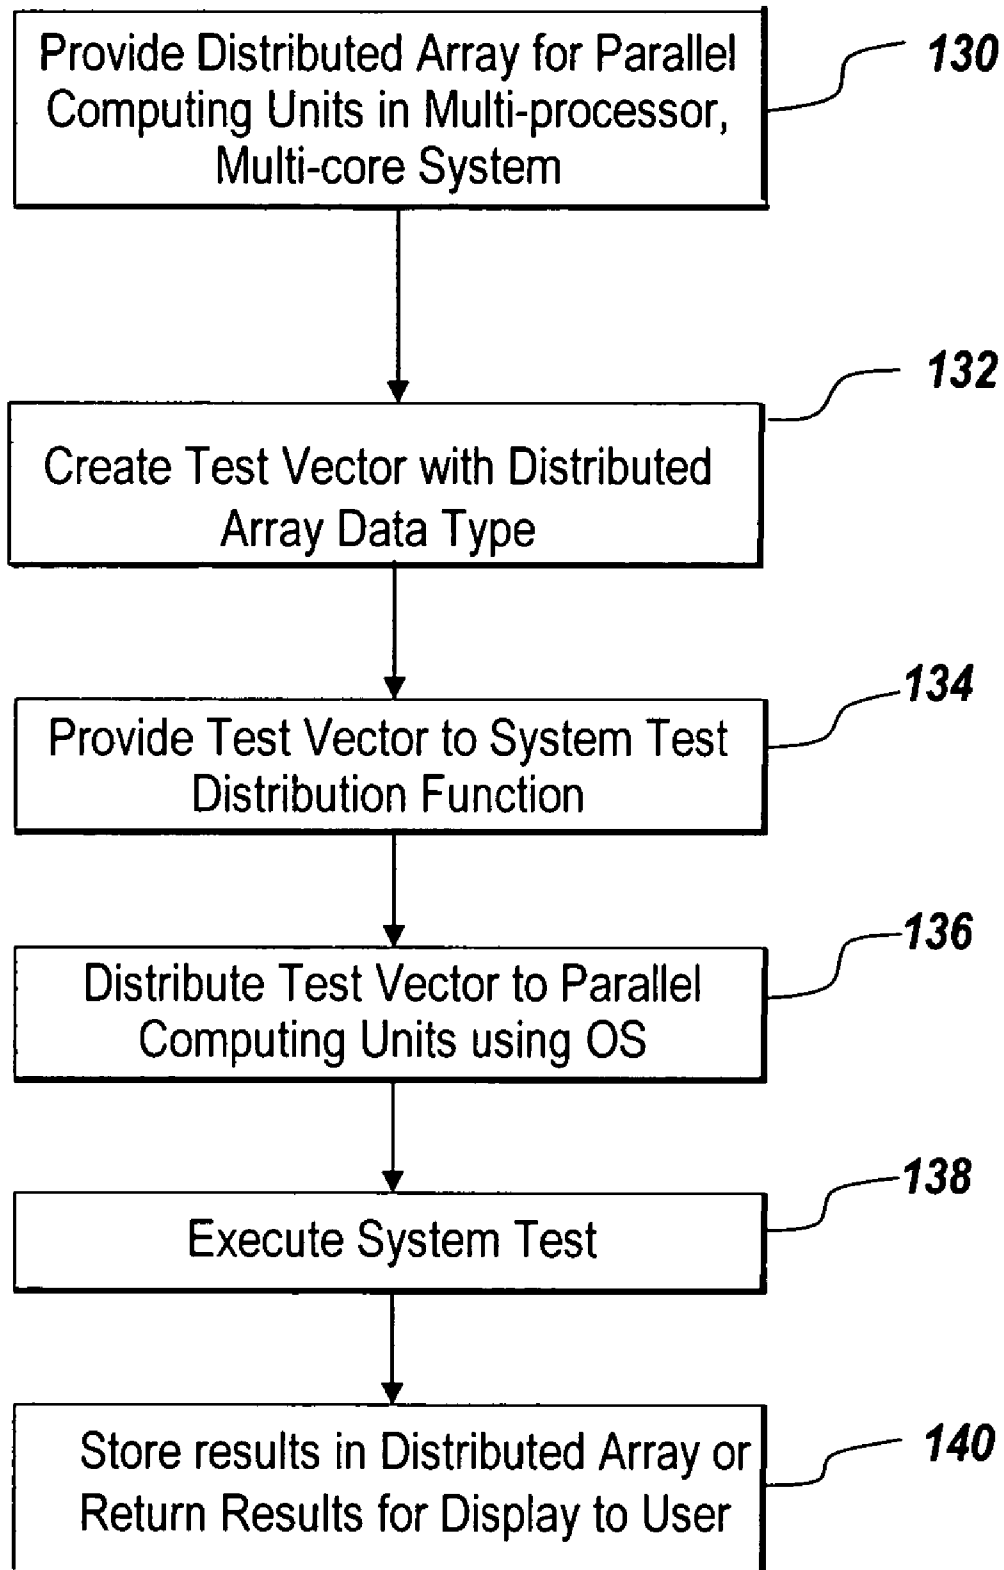 Provide Distributed Array for Parallel
Computing Units in Multi-processor,
Multi-core System
130
Create Test Vector with Distributed
Array Data Type
132
Provide Test Vector to System Test
Distribution Function
134
Distribute Test Vector to Parallel
Computing Units using OS
136
Execute System Test
138
Store results in Distributed Array or
Return Results for Display to User
140